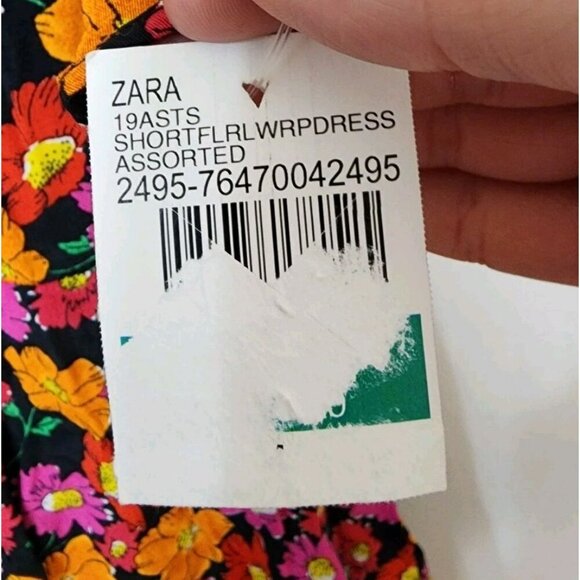 ZARA
19ASTS
SHORTFLRLWRPDRESS
ASSORTED
2495-76470042495